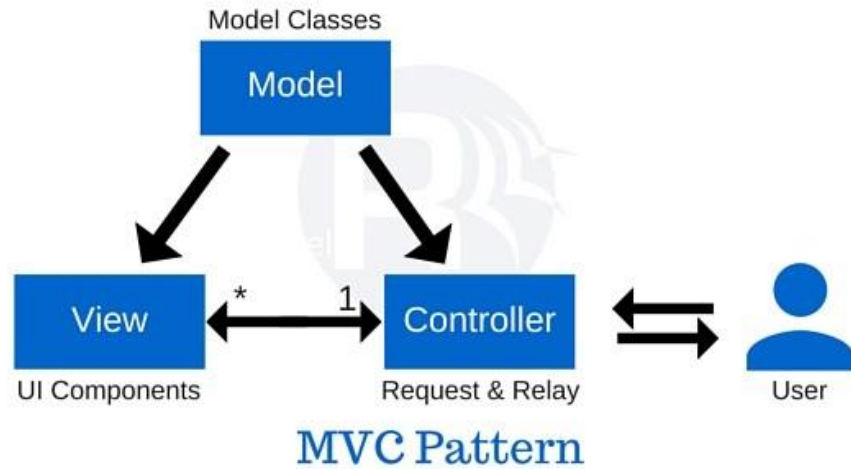 Model Classes
Model
View
* 1
Controller
UI Components
Request & Relay
User
MVC Pattern